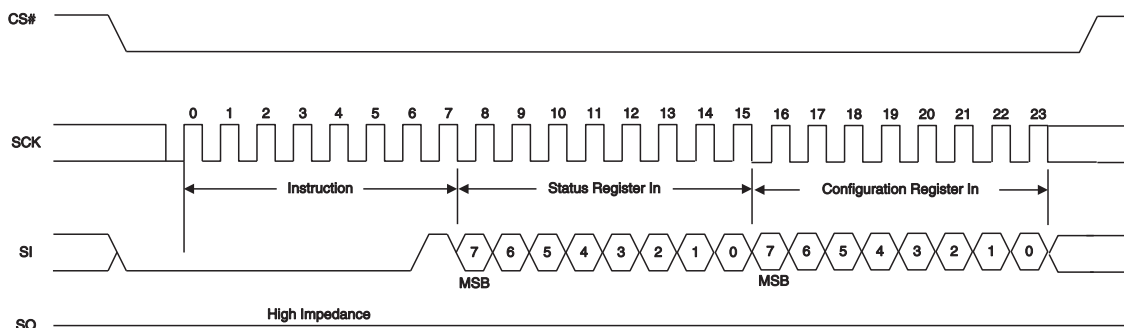 CS#
0 1 2 3 4 5 6 7 8 9 10 11 12 13 14 15 16 17 18 19 20 21 22 23
SCK
Instruction Status Register In Configuration Register In
SI 7 6 5 4 3 2 1 0 7 6 5 4 3 2 1 0
MSB MSB
High Impedance
SO